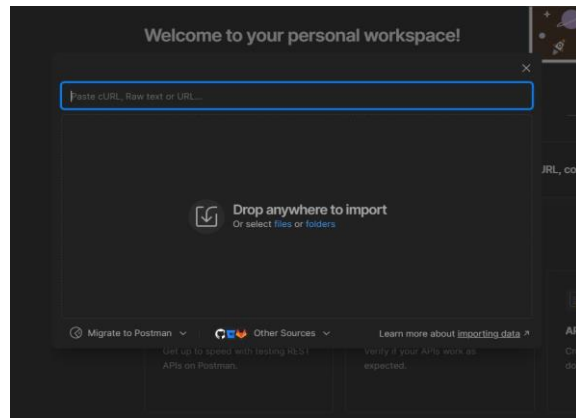 Welcome to your personal workspace!
Paste cURL, Raw text or URL...
JRL, co
Drop anywhere to import
Or select files or folders
Migrate to Postman
Other Sources
Learn more about importing data
AP
Get up to speed with testing REST
APIs on Postman.
Verify if your APIs work as
expected.
Cr
do